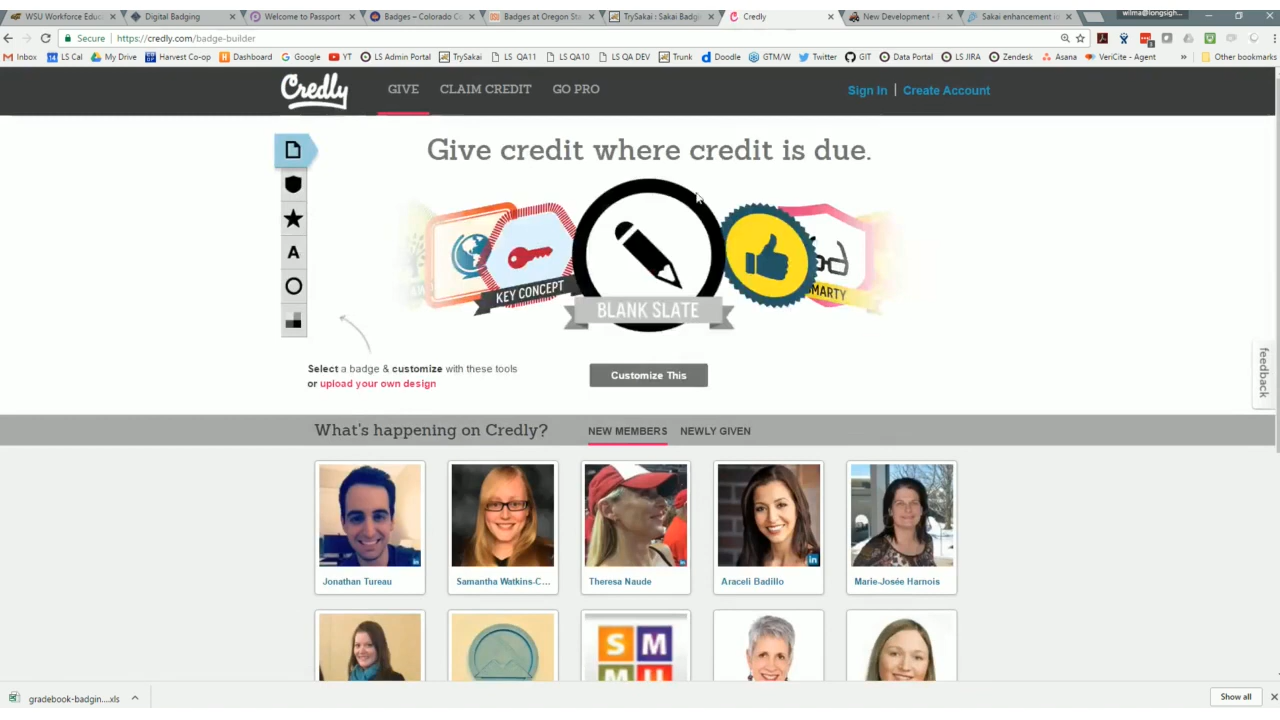 WSU Workforce Educ
Digital Badging
Welcome to Passport
Badges – Colorado C
Badges at Oregon Sta
TrySakai : Sakai Badg
Credly
New Development - F
Sakai enhancement i
wilma@longsigh...
Secure
https://credly.com/badge-builder
Inbox
LS Cal
My Drive
Harvest Co-op
Dashboard
Google
YT
LS Admin Portal
TrySakai
LS QA11
LS QA10
LS QA DEV
Trunk
Doodle
GTM/W
Twitter
GIT
Data Portal
LS JIRA
Zendesk
Asana
VeriCite - Agent
»
Other bookmarks
Credly
GIVE
CLAIM CREDIT
GO PRO
Sign In | Create Account
Give credit where credit is due.
KEY CONCEPT
BLANK SLATE
SMARTY
A
Select a badge & customize with these tools
or upload your own design
Customize This
feedback
What's happening on Credly?
NEW MEMBERS
NEWLY GIVEN
Jonathan Tureau
Samantha Watkins-C...
Theresa Naude
Araceli Badillo
Marie-Josée Harnois
S M
gradebook-badgin....xls
Show all